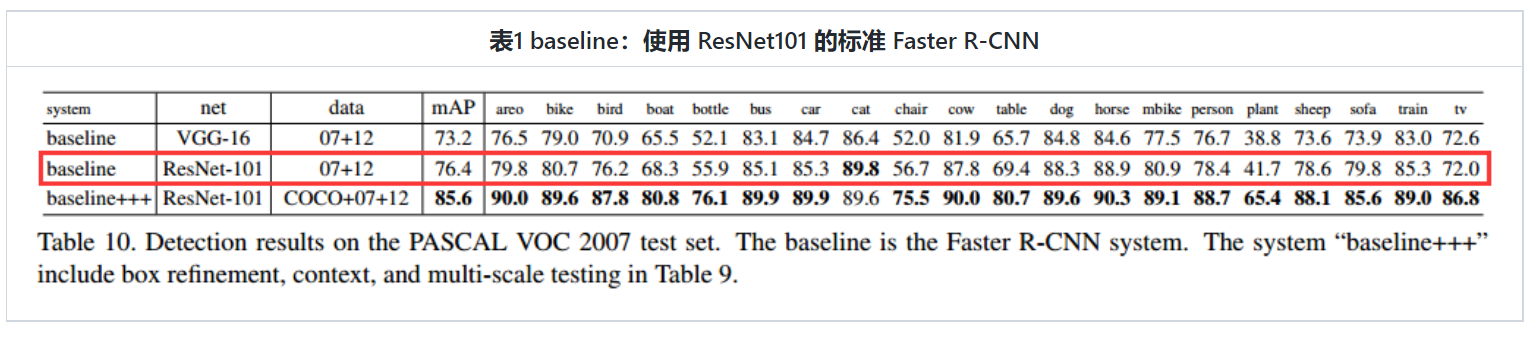 表1 baseline：使用 ResNet101 的标准 Faster R-CNN
system net data mAP areo bike bird boat bottle bus car cat chair cow table dog horse mbike person plant sheep sofa train tv
baseline VGG-16 07+12 73.2 76.5 79.0 70.9 65.5 52.1 83.1 84.7 86.4 52.0 81.9 65.7 84.8 84.6 77.5 76.7 38.8 73.6 73.9 83.0 72.6
baseline ResNet-101 07+12 76.4 79.8 80.7 76.2 68.3 55.9 85.1 85.3 89.8 56.7 87.8 69.4 88.3 88.9 80.9 78.4 41.7 78.6 79.8 85.3 72.0
baseline+++ ResNet-101 COCO+07+12 85.6 90.0 89.6 87.8 80.8 76.1 89.9 89.9 89.6 75.5 90.0 80.7 89.6 90.3 89.1 88.7 65.4 88.1 85.6 89.0 86.8
Table 10. Detection results on the PASCAL VOC 2007 test set. The baseline is the Faster R-CNN system. The system “baseline+++”
include box refinement, context, and multi-scale testing in Table 9.